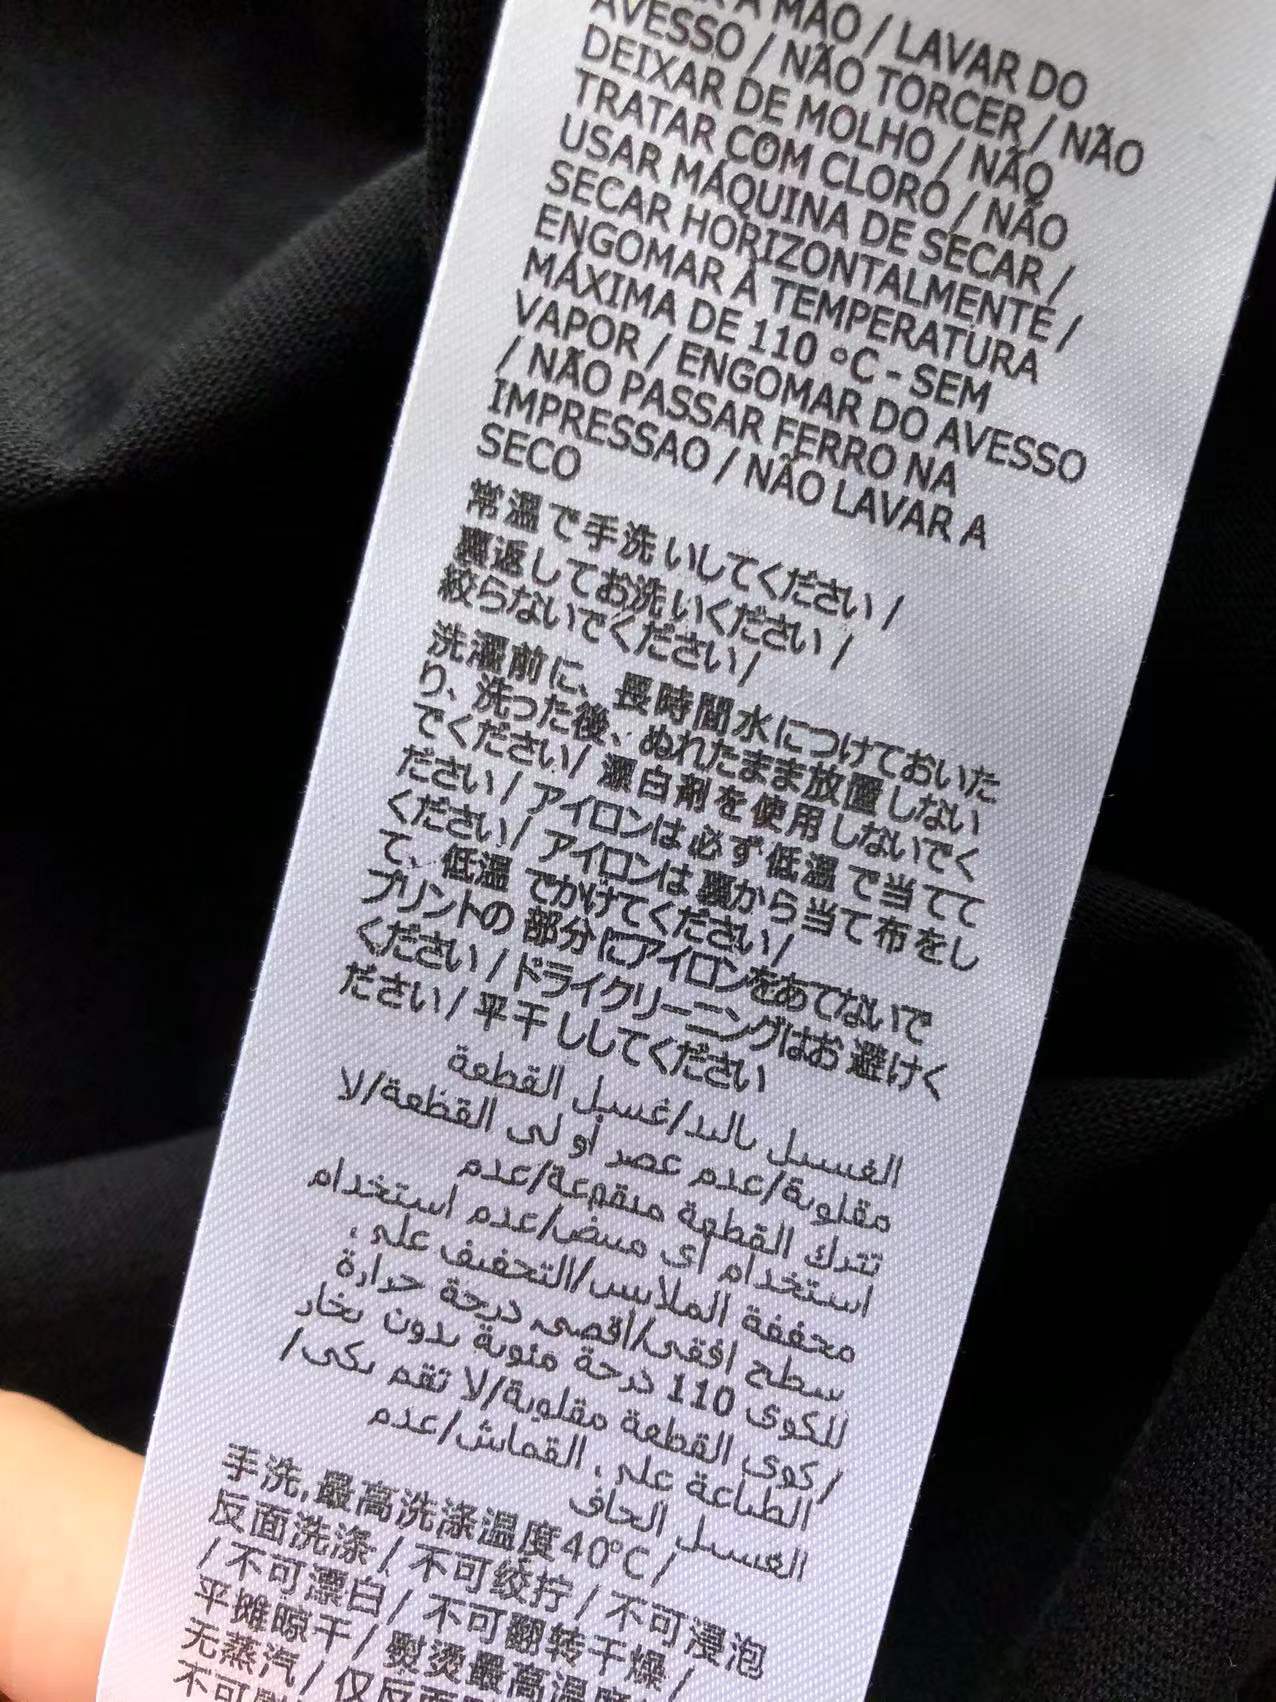 A MÃO / LAVAR DO
AVESSO / NÃO TORCER / NÃO
DEIXAR DE MOLHO / NÃO
TRATAR COM CLORO / NÃO
USAR MÁQUINA DE SECAR /
SECAR HORIZONTALMENTE /
ENGOMAR À TEMPERATURA
MÁXIMA DE 110 °C - SEM
VAPOR / ENGOMAR DO AVESSO
/ NÃO PASSAR FERRO NA
IMPRESSAO / NÃO LAVAR A
SECO
常温で手洗いしてください /
裏返してお洗いください /
絞らないでください/
洗濯前に、長時間水につけておいた
り、洗った後、ぬれたまま放置しない
でください/ 漂白剤を使用しないでく
ださい / アイロンは必ず低温で当てて
ください/ アイロンは裏から当て布をし
て、低温でかけてください/
プリントの部分にアイロンをあてないで
ください / ドライクリーニングはお避けく
ださい/ 平干ししてください
الغسيل باليد/غسيل القطعة
مقلوبة/عدم عصر أو لى القطعة/لا
تترك القطعة منقوعة/عدم
استخدام أى مبيض/عدم استخدام
مجففة الملابس/التجفيف على
سطح افقى/أقصى درجة حرارة
للكوى 110 درجة مئوية بدون بخار
/ كوى القطعة مقلوبة/لا تقم بكى/
الطباعة على القماش/عدم
الغسيل الجاف
手洗,最高洗涤温度40°C /
反面洗涤 / 不可绞拧 / 不可浸泡
/ 不可漂白 / 不可翻转干燥 /
平摊晾干 / 熨烫最高温度
无蒸汽 / 仅反面
不可